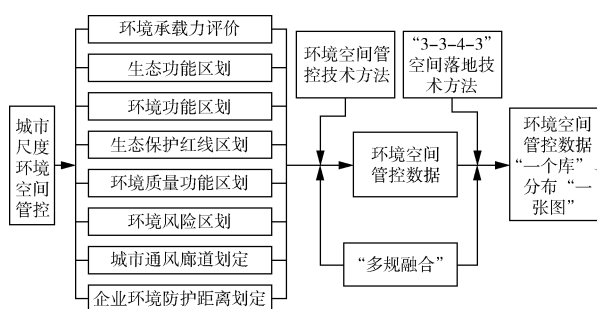 城市
尺度
环境
空间
管控
环境承载力评价
生态功能区划
环境功能区划
生态保护红线区划
环境质量功能区划
环境风险区划
城市通风廊道划定
企业环境防护距离划定
环境空间管
控技术方法
“3-3-4-3”
空间落地技
术方法
环境空间
管控数据
“多规融合”
环境空间
管控数据
“一个库”、
分布“一
张图”